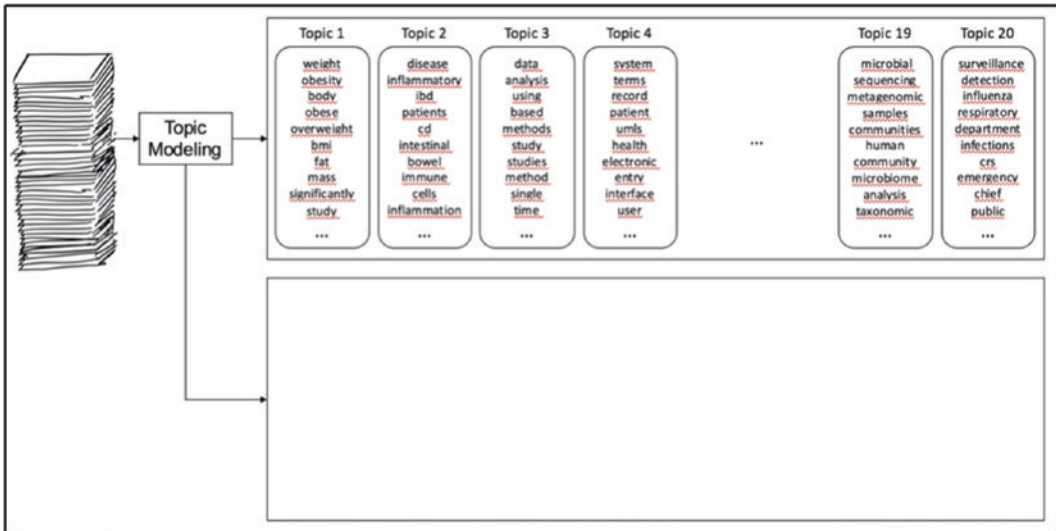 Topic Modeling
Topic 1
weight
obesity
body
obese
overweight
bmi
fat
mass
significantly
study
...
Topic 2
disease
inflammatory
ibd
patients
cd
intestinal
bowel
immune
cells
inflammation
...
Topic 3
data
analysis
using
based
methods
study
studies
method
single
time
...
Topic 4
system
terms
record
patient
umls
health
electronic
entry
interface
user
...
...
Topic 19
microbial
sequencing
metagenomic
samples
communities
human
community
microbiome
analysis
taxonomic
...
Topic 20
surveillance
detection
influenza
respiratory
department
infections
crs
emergency
chief
public
...